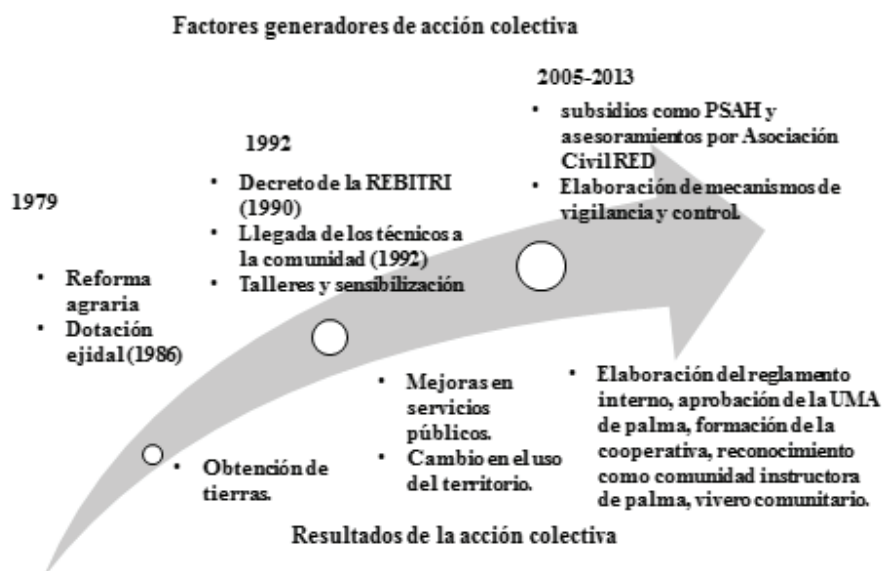 Factores generadores de acción colectiva
1979
• Reforma
agraria
• Dotación
ejidal (1986)
1992
• Decreto de la REBITRI
(1990)
• Llegada de los técnicos a
la comunidad (1992)
• Talleres y sensibilización
2005-2013
• subsidios como PSAH y
asesoramientos por Asociación
Civil RED
• Elaboración de mecanismos de
vigilancia y control.
• Obtención de
tierras.
• Mejoras en
servicios
públicos.
• Cambio en el uso
del territorio.
• Elaboración del reglamento
interno, aprobación de la UMA
de palma, formación de la
cooperativa, reconocimiento
como comunidad instructora
de palma, vivero comunitario.
Resultados de la acción colectiva